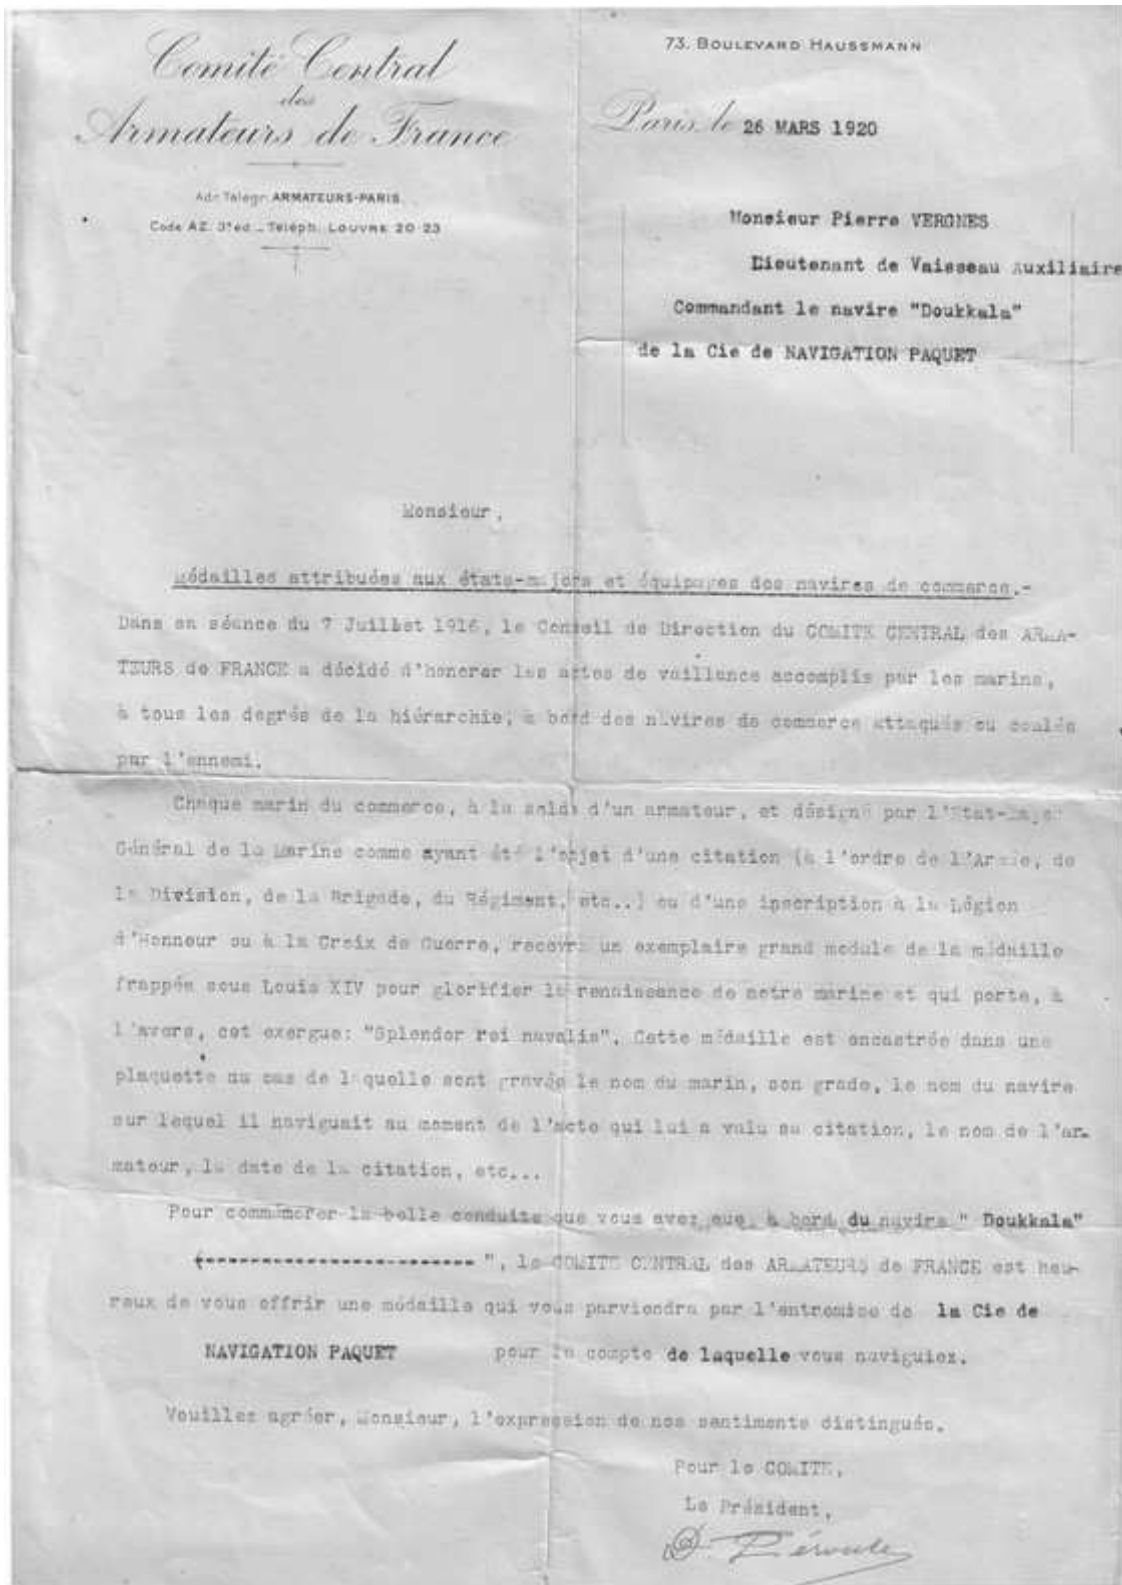 Comité Central
des
Armateurs de France
Adr. Télégr. ARMATEURS-PARIS
Code AZ. 3e éd. _ Téléph. LOUVRE 20-23
73. BOULEVARD HAUSSMANN
Paris, le 26 MARS 1920
Monsieur Pierre VERGNES
Lieutenant de Vaisseau Auxiliaire
Commandant le navire "Doukkala"
de la Cie de NAVIGATION PAQUET
Monsieur,
Médailles attribuées aux états-majors et équipages des navires de commerce.-
Dans sa séance du 7 Juillet 1916, le Conseil de Direction du COMITE CENTRAL des ARMA-
TEURS de FRANCE a décidé d'honorer les actes de vaillance accomplis par les marins,
à tous les degrés de la hiérarchie, à bord des navires de commerce attaqués ou coulés
par l'ennemi.
Chaque marin du commerce, à la solde d'un armateur, et désigné par l'Etat-Major
Général de la Marine comme ayant été l'objet d'une citation (à l'ordre de l'Armée, de
la Division, de la Brigade, du Régiment, etc..) ou d'une inscription à la Légion
d'Honneur ou à la Croix de Guerre, recevra un exemplaire grand module de la médaille
frappée sous Louis XIV pour glorifier la renaissance de notre marine et qui porte, à
l'avers, cet exergue: "Splendor rei navalis". Cette médaille est encastrée dans une
plaquette au bas de laquelle sont gravés le nom du marin, son grade, le nom du navire
sur lequel il naviguait au moment de l'acte qui lui a valu sa citation, le nom de l'ar-
mateur, la date de la citation, etc...
Pour commémorer la belle conduite que vous avez eue, à bord du navire " Doukkala"
(------------------------- ", le COMITE CENTRAL des ARMATEURS de FRANCE est heu-
reux de vous offrir une médaille qui vous parviendra par l'entremise de la Cie de
NAVIGATION PAQUET pour le compte de laquelle vous naviguiez.
Veuillez agréer, Monsieur, l'expression de nos sentiments distingués.
Pour le COMITE,
Le Président,